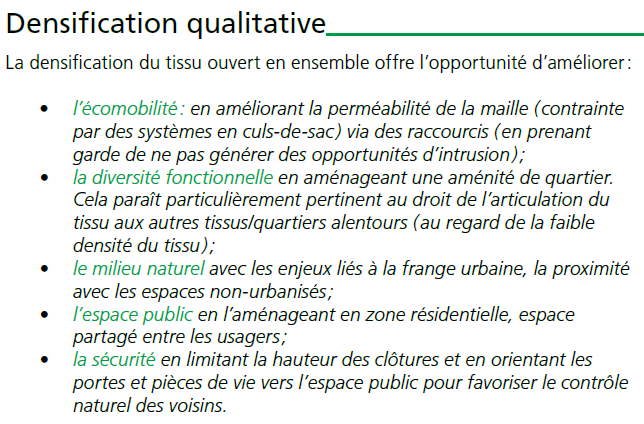 Densification qualitative
La densification du tissu ouvert en ensemble offre l'opportunité d'améliorer :
• l'écomobilité : en améliorant la perméabilité de la maille (contrainte
par des systèmes en culs-de-sac) via des raccourcis (en prenant
garde de ne pas générer des opportunités d'intrusion) ;
• la diversité fonctionnelle en aménageant une aménité de quartier.
Cela paraît particulièrement pertinent au droit de l'articulation du
tissu aux autres tissus/quartiers alentours (au regard de la faible
densité du tissu) ;
• le milieu naturel avec les enjeux liés à la frange urbaine, la proximité
avec les espaces non-urbanisés ;
• l'espace public en l'aménageant en zone résidentielle, espace
partagé entre les usagers ;
• la sécurité en limitant la hauteur des clôtures et en orientant les
portes et pièces de vie vers l'espace public pour favoriser le contrôle
naturel des voisins.